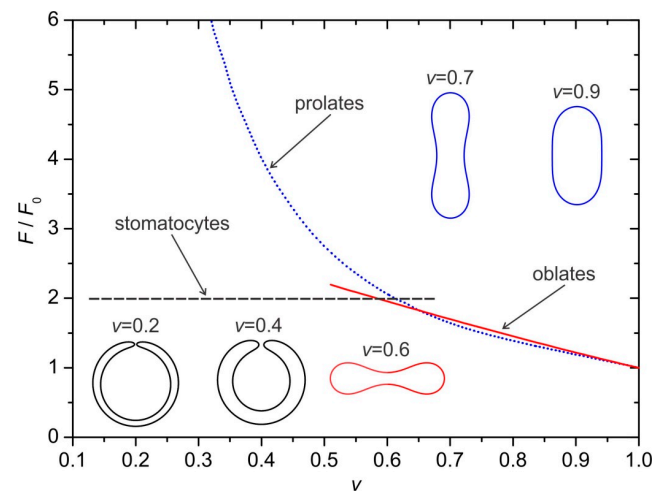 6
5
4
3
2
1
0
F / F₀
v=0.7
v=0.9
prolates
stomatocytes
oblates
v=0.2
v=0.4
v=0.6
0.1 0.2 0.3 0.4 0.5 0.6 0.7 0.8 0.9 1.0
v